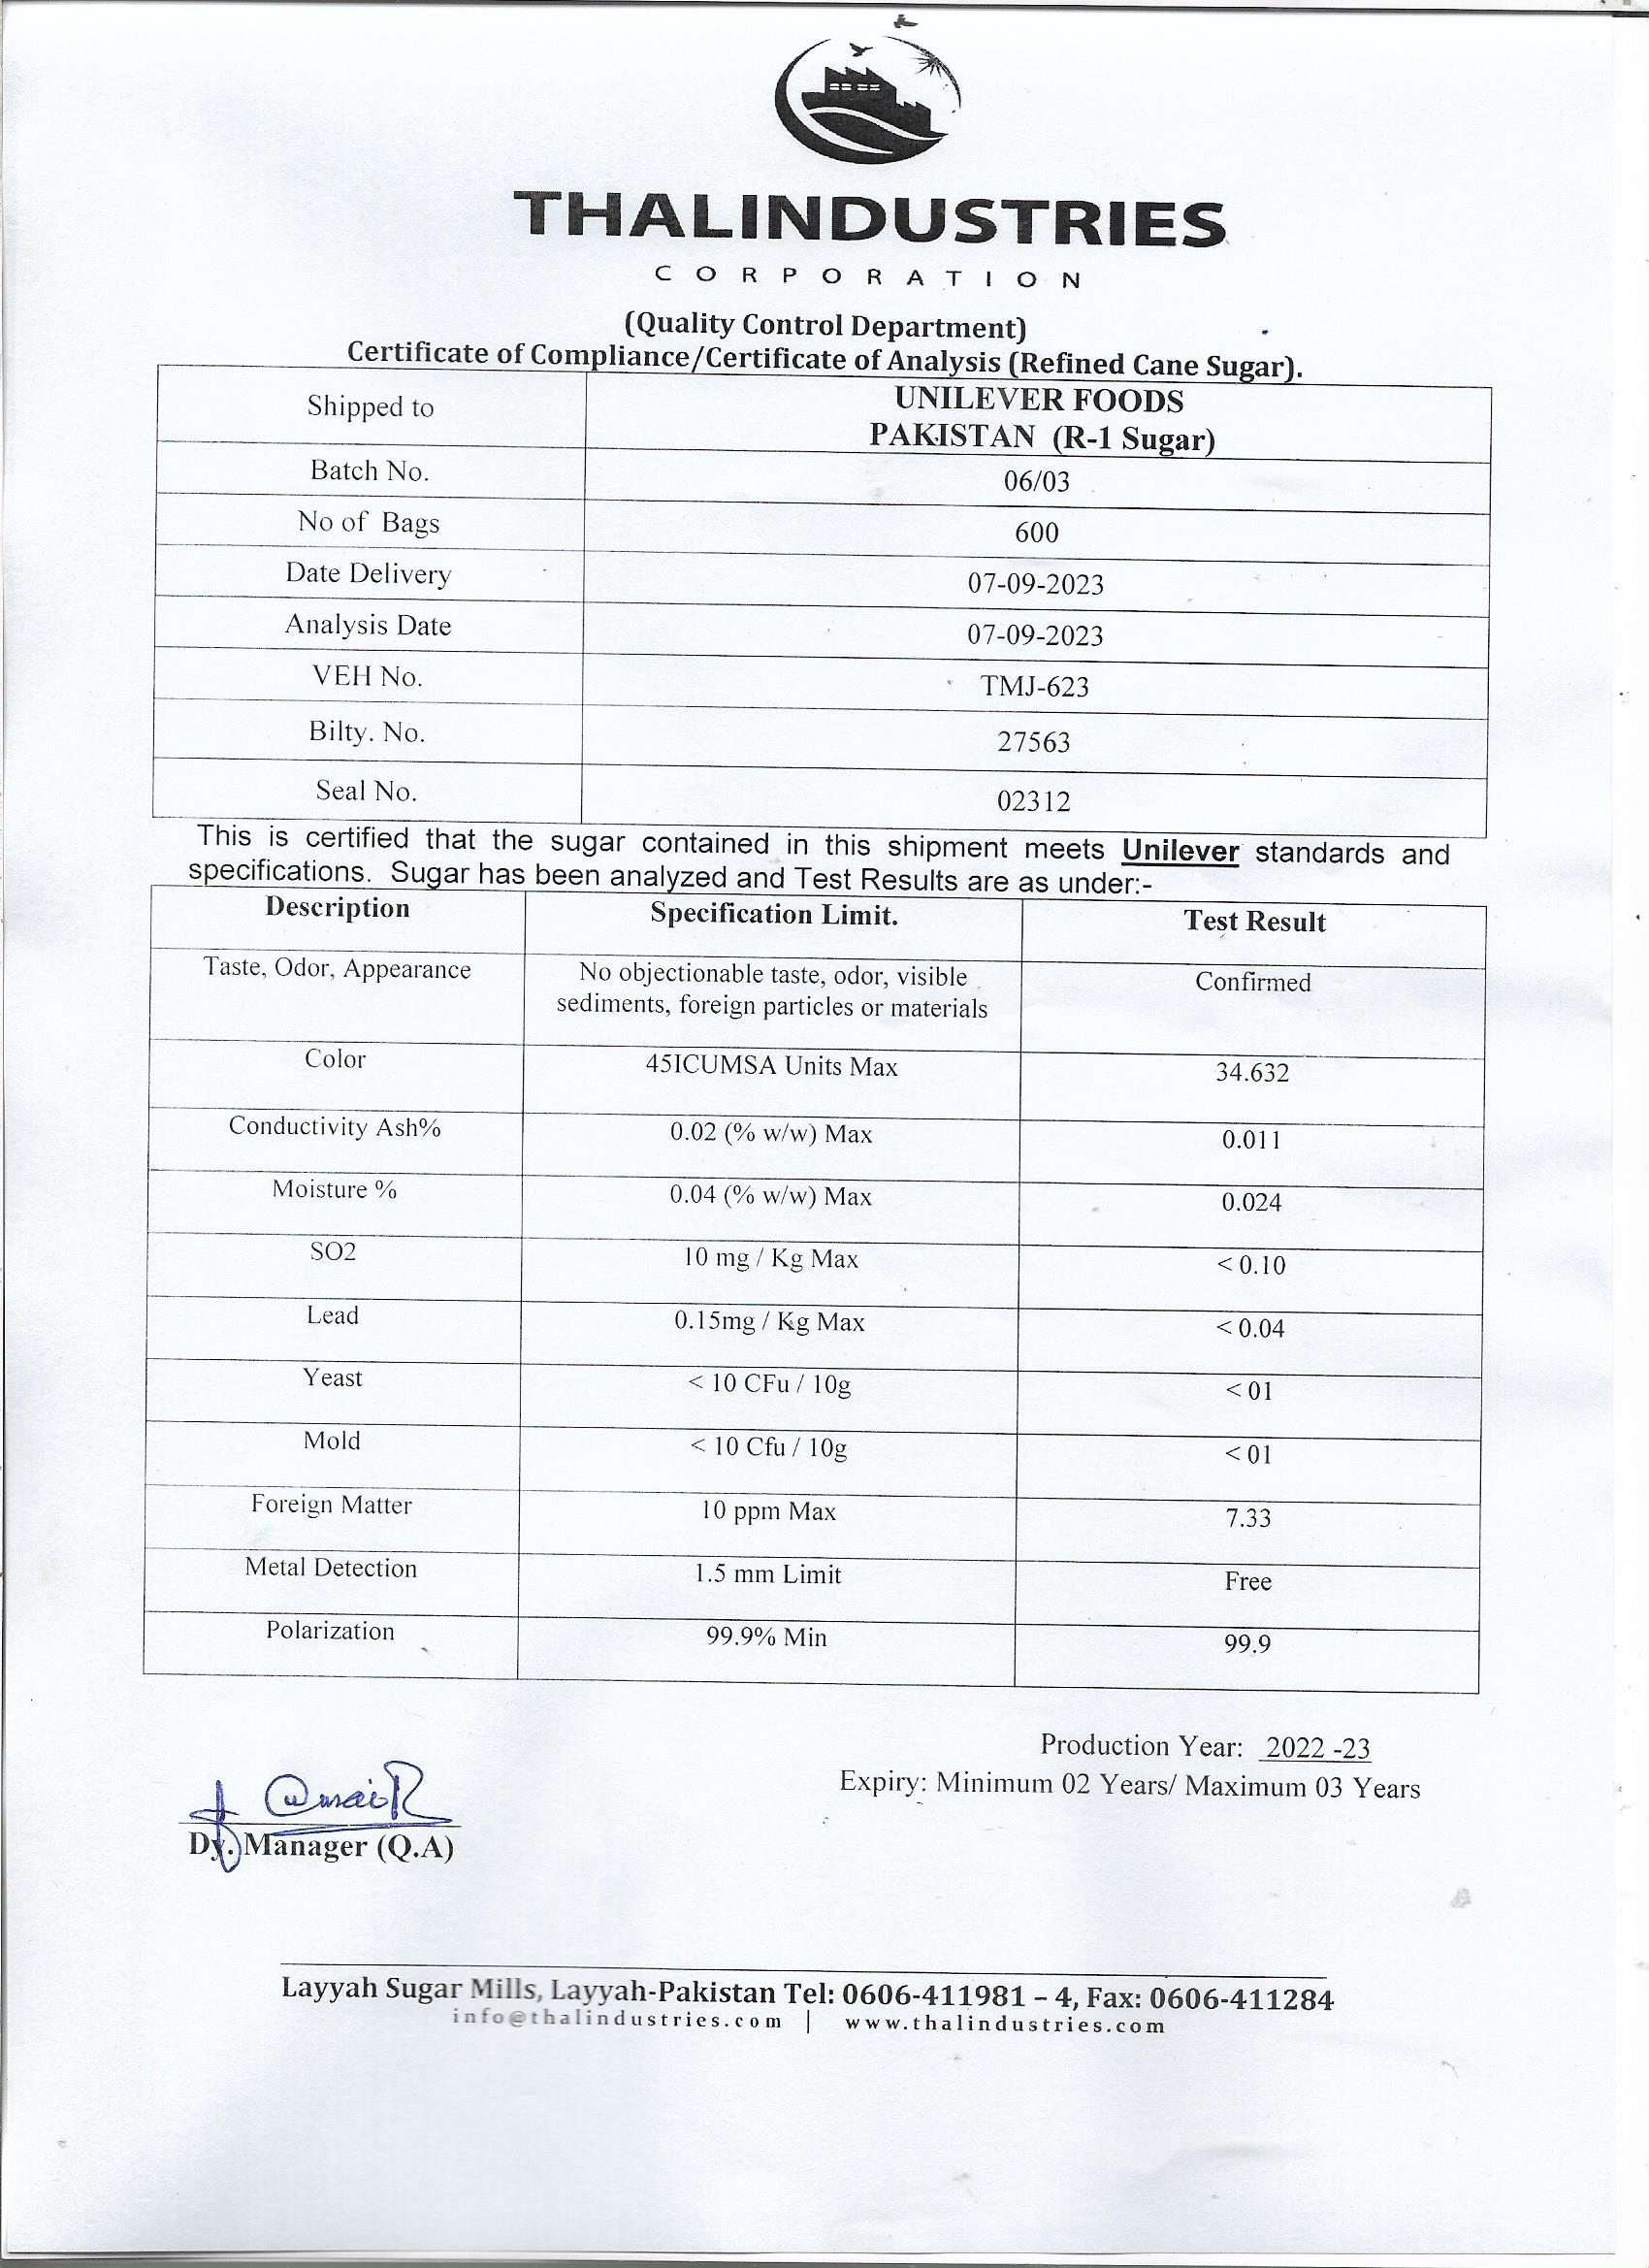 THALINDUSTRIES
CORPORATION
(Quality Control Department)
Certificate of Compliance/Certificate of Analysis (Refined Cane Sugar).
Shipped to UNILEVER FOODS
PAKISTAN (R-1 Sugar)
Batch No. 06/03
No of Bags 600
Date Delivery 07-09-2023
Analysis Date 07-09-2023
VEH No. TMJ-623
Bilty. No. 27563
Seal No. 02312
This is certified that the sugar contained in this shipment meets Unilever standards and
specifications. Sugar has been analyzed and Test Results are as under:-
Description Specification Limit. Test Result
Taste, Odor, Appearance No objectionable taste, odor, visible Confirmed
sediments, foreign particles or materials
Color 45ICUMSA Units Max 34.632
Conductivity Ash% 0.02 (% w/w) Max 0.011
Moisture % 0.04 (% w/w) Max 0.024
SO2 10 mg / Kg Max < 0.10
Lead 0.15mg / Kg Max < 0.04
Yeast < 10 CFu / 10g < 01
Mold < 10 Cfu / 10g < 01
Foreign Matter 10 ppm Max 7.33
Metal Detection 1.5 mm Limit Free
Polarization 99.9% Min 99.9
Production Year: 2022 -23
Expiry: Minimum 02 Years/ Maximum 03 Years
Dy. Manager (Q.A)
Layyah Sugar Mills, Layyah-Pakistan Tel: 0606-411981 – 4, Fax: 0606-411284
info@thalindustries.com | www.thalindustries.com